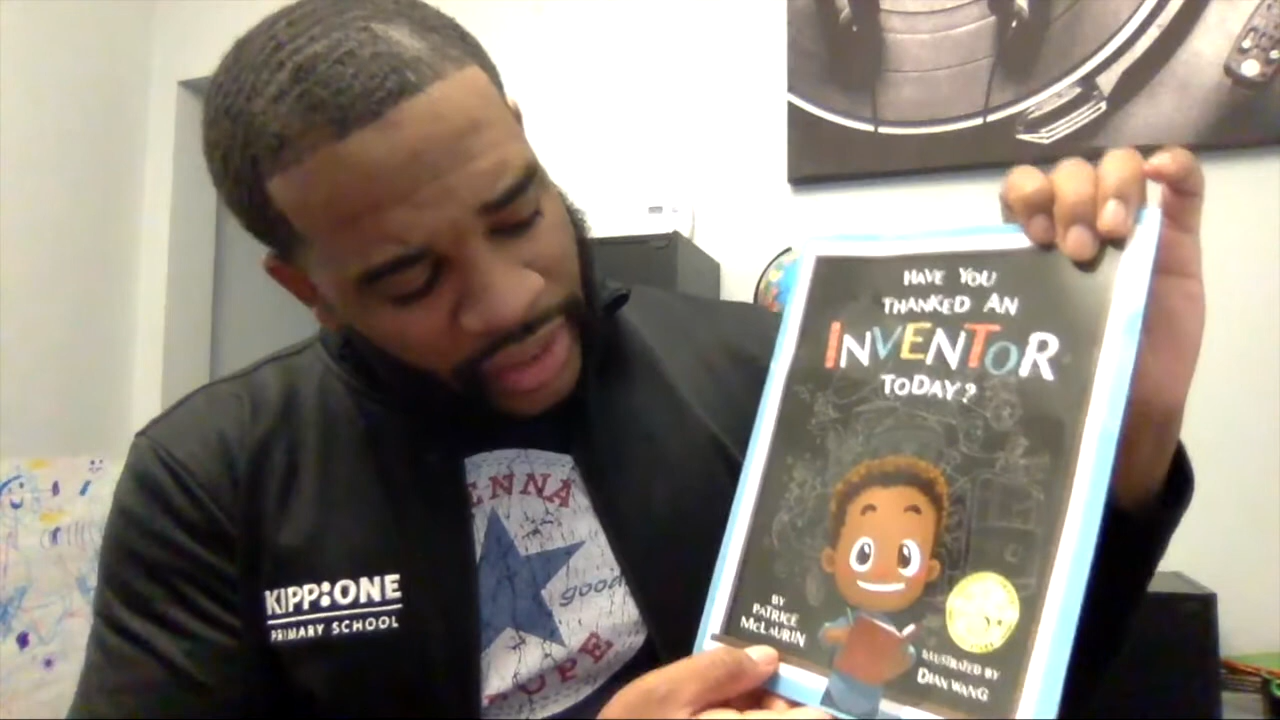 HAVE YOU
THANKED AN
INVENTOR
TODAY?
BY
PATRICE
McLAURIN
ILLUSTRATED BY
DIAN WANG
KIPP:ONE
PRIMARY SCHOOL
ENNA
good